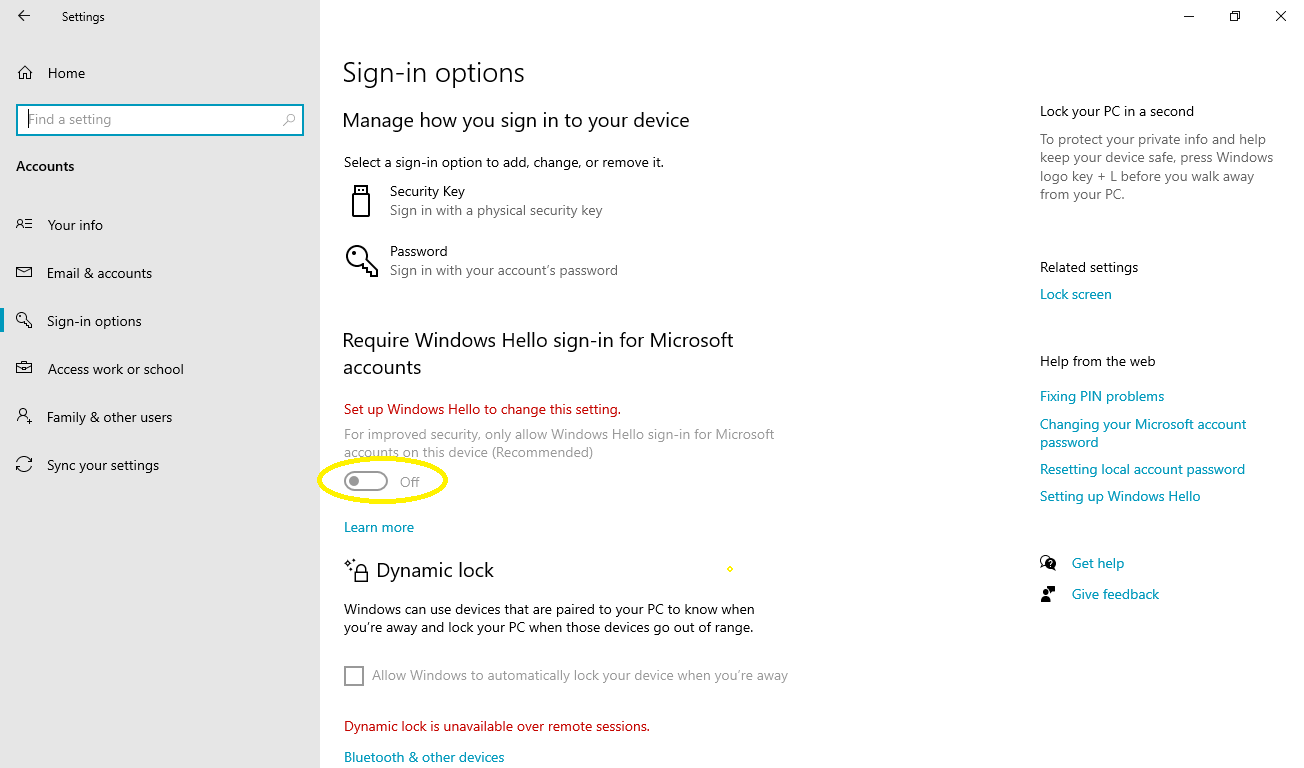 Settings
Home
Find a setting
Accounts
Your info
Email & accounts
Sign-in options
Access work or school
Family & other users
Sync your settings
Sign-in options
Manage how you sign in to your device
Select a sign-in option to add, change, or remove it.
Security Key
Sign in with a physical security key
Password
Sign in with your account's password
Require Windows Hello sign-in for Microsoft
accounts
Set up Windows Hello to change this setting.
For improved security, only allow Windows Hello sign-in for Microsoft
accounts on this device (Recommended)
Off
Learn more
Dynamic lock
Windows can use devices that are paired to your PC to know when
you're away and lock your PC when those devices go out of range.
Allow Windows to automatically lock your device when you're away
Dynamic lock is unavailable over remote sessions.
Bluetooth & other devices
Lock your PC in a second
To protect your private info and help
keep your device safe, press Windows
logo key + L before you walk away
from your PC.
Related settings
Lock screen
Help from the web
Fixing PIN problems
Changing your Microsoft account
password
Resetting local account password
Setting up Windows Hello
Get help
Give feedback